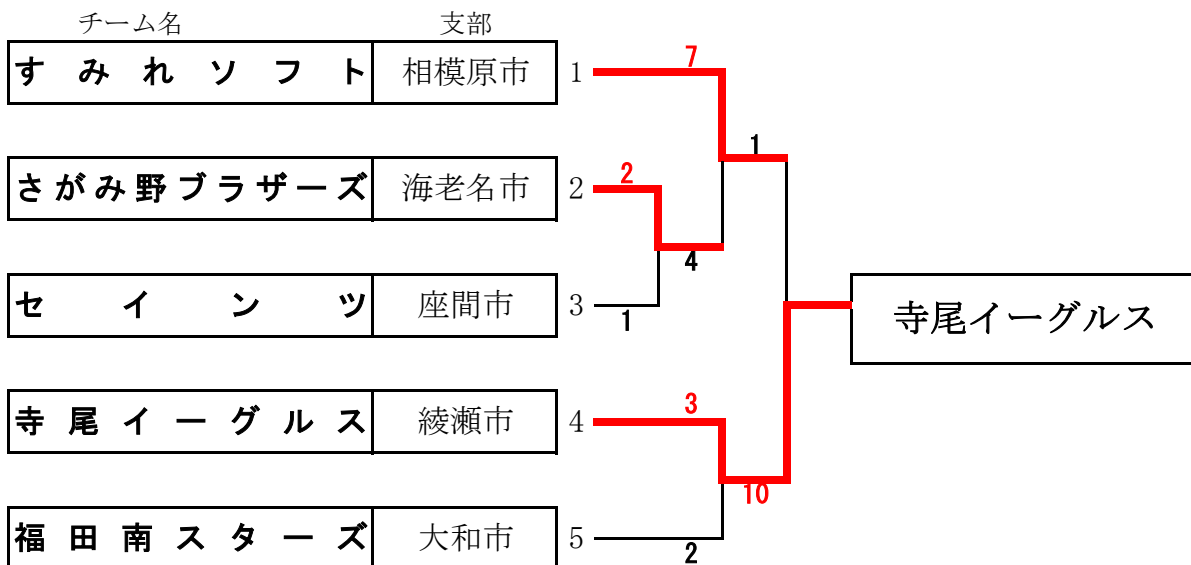 チーム名 支部
すみれソフト 相模原市 1 7
1
さがみ野ブラザーズ 海老名市 2 2
4
セインツ 座間市 3 1
寺尾イーグルス
寺尾イーグルス 綾瀬市 4 3
10
福田南スターズ 大和市 5 2